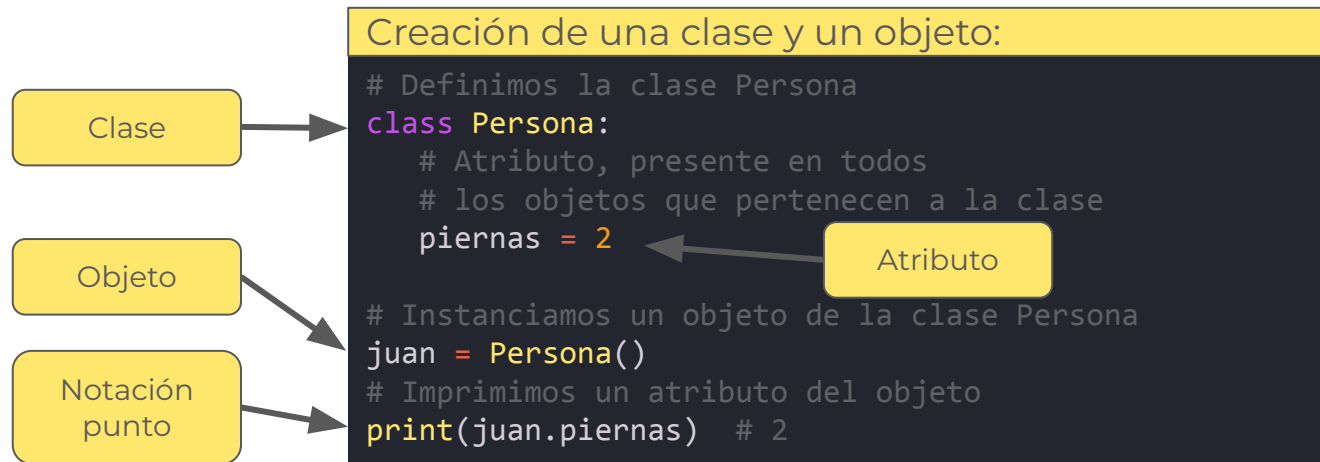 Creación de una clase y un objeto:
# Definimos la clase Persona
Clase
class Persona:
# Atributo, presente en todos
# los objetos que pertenecen a la clase
piernas = 2
Atributo
Objeto
# Instanciamos un objeto de la clase Persona
juan = Persona()
Notación
punto
# Imprimimos un atributo del objeto
print(juan.piernas)  # 2